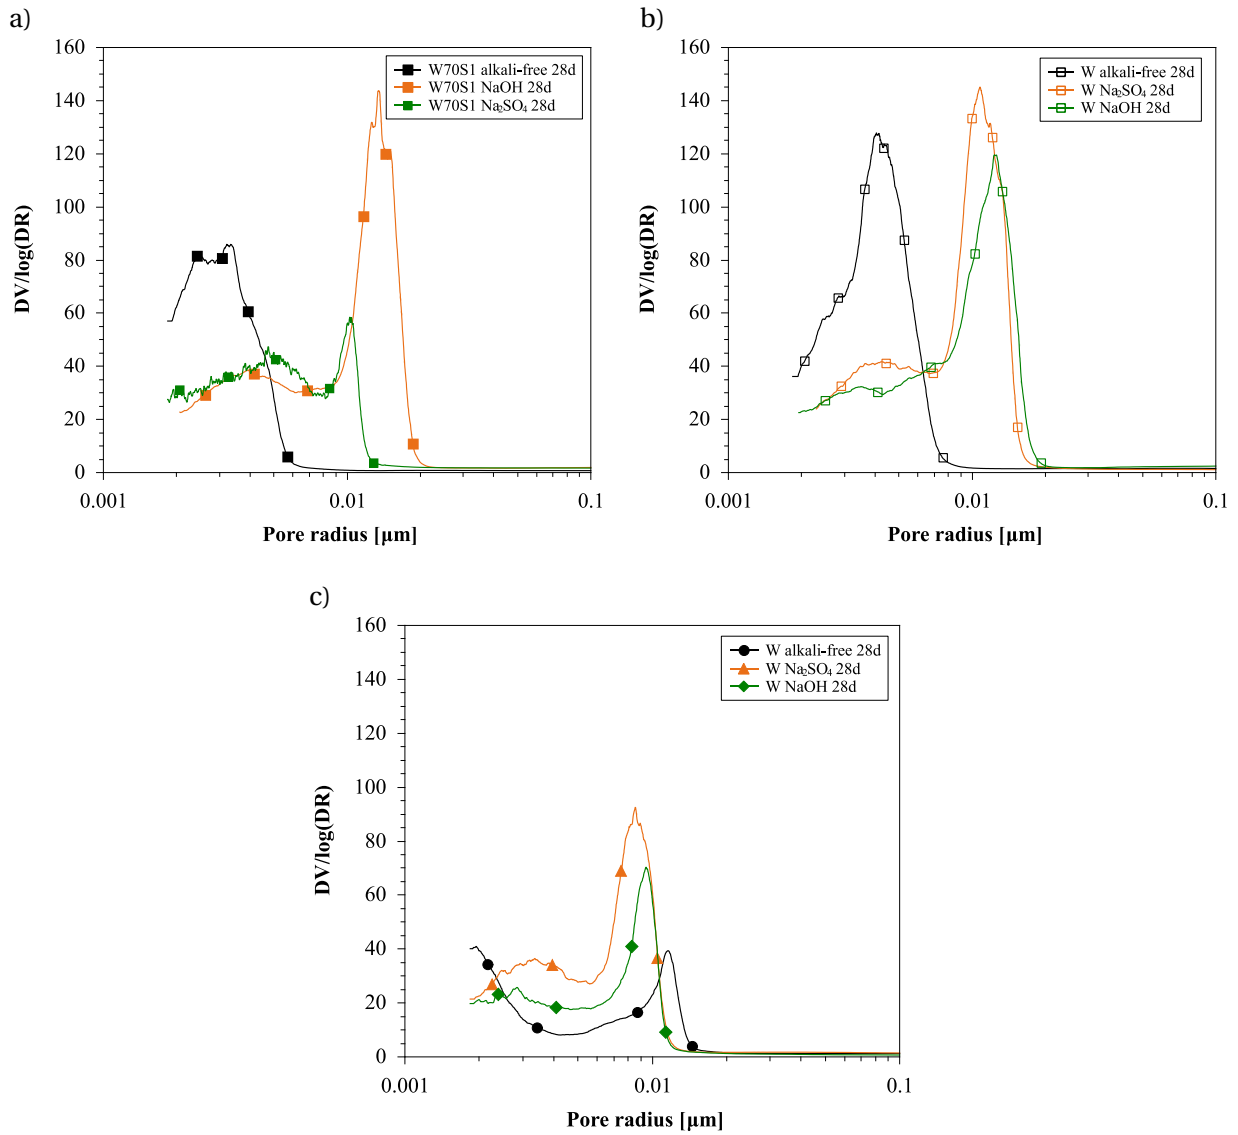 a)
160
140
120
100
80
60
40
20
0
DV/log(DR)
W70S1 alkali-free 28d
W70S1 NaOH 28d
W70S1 Na₂SO₄ 28d
0.001
0.01
0.1
Pore radius [µm]
b)
160
140
120
100
80
60
40
20
0
DV/log(DR)
W alkali-free 28d
W Na₂SO₄ 28d
W NaOH 28d
0.001
0.01
0.1
Pore radius [µm]
c)
160
140
120
100
80
60
40
20
0
DV/log(DR)
W alkali-free 28d
W Na₂SO₄ 28d
W NaOH 28d
0.001
0.01
0.1
Pore radius [µm]